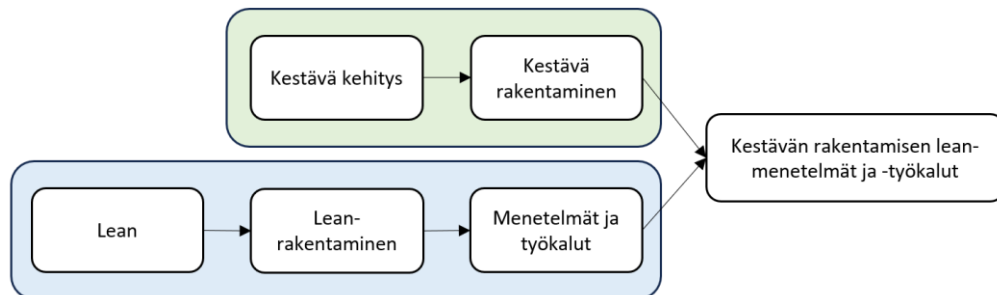 Kestävä kehitys
Kestävä
rakentaminen
Kestävän rakentamisen lean-
menetelmät ja -työkalut
Lean
Lean-
rakentaminen
Menetelmät ja
työkalut